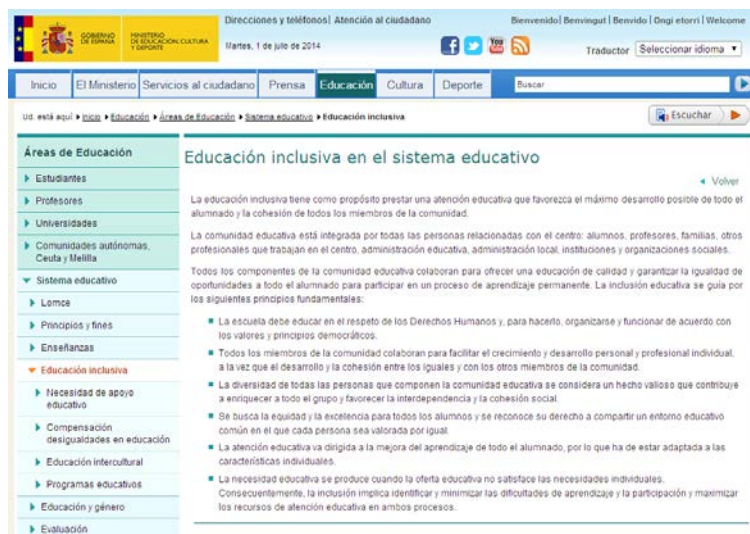 Direcciones y teléfonos| Atención al ciudadano
Bienvenido| Benvingut | Benvido | Ongi etorri | Welcome
GOBIERNO DE ESPAÑA
MINISTERIO DE EDUCACIÓN, CULTURA Y DEPORTE
Martes, 1 de julio de 2014
f
You Tube
Traductor Seleccionar idioma
Inicio El Ministerio Servicios al ciudadano Prensa Educación Cultura Deporte Buscar
Ud. está aquí Inicio Educación Áreas de Educación Sistema educativo Educación inclusiva
Escuchar
Áreas de Educación
Estudiantes
Profesores
Universidades
Comunidades autónomas,
Ceuta y Melilla
Sistema educativo
Lomce
Principios y fines
Enseñanzas
Educación inclusiva
Necesidad de apoyo
educativo
Compensación
desigualdades en educación
Educación intercultural
Programas educativos
Educación y género
Evaluación
Educación inclusiva en el sistema educativo
Volver
La educación inclusiva tiene como propósito prestar una atención educativa que favorezca el máximo desarrollo posible de todo el
alumnado y la cohesión de todos los miembros de la comunidad.
La comunidad educativa está integrada por todas las personas relacionadas con el centro: alumnos, profesores, familias, otros
profesionales que trabajan en el centro, administración educativa, administración local, instituciones y organizaciones sociales.
Todos los componentes de la comunidad educativa colaboran para ofrecer una educación de calidad y garantizar la igualdad de
oportunidades a todo el alumnado para participar en un proceso de aprendizaje permanente. La inclusión educativa se guía por
los siguientes principios fundamentales:
La escuela debe educar en el respeto de los Derechos Humanos y, para hacerlo, organizarse y funcionar de acuerdo con
los valores y principios democráticos.
Todos los miembros de la comunidad colaboran para facilitar el crecimiento y desarrollo personal y profesional individual,
a la vez que el desarrollo y la cohesión entre los iguales y con los otros miembros de la comunidad.
La diversidad de todas las personas que componen la comunidad educativa se considera un hecho valioso que contribuye
a enriquecer a todo el grupo y favorecer la interdependencia y la cohesión social.
Se busca la equidad y la excelencia para todos los alumnos y se reconoce su derecho a compartir un entorno educativo
común en el que cada persona sea valorada por igual.
La atención educativa va dirigida a la mejora del aprendizaje de todo el alumnado, por lo que ha de estar adaptada a las
características individuales.
La necesidad educativa se produce cuando la oferta educativa no satisface las necesidades individuales.
Consecuentemente, la inclusión implica identificar y minimizar las dificultades de aprendizaje y la participación y maximizar
los recursos de atención educativa en ambos procesos.